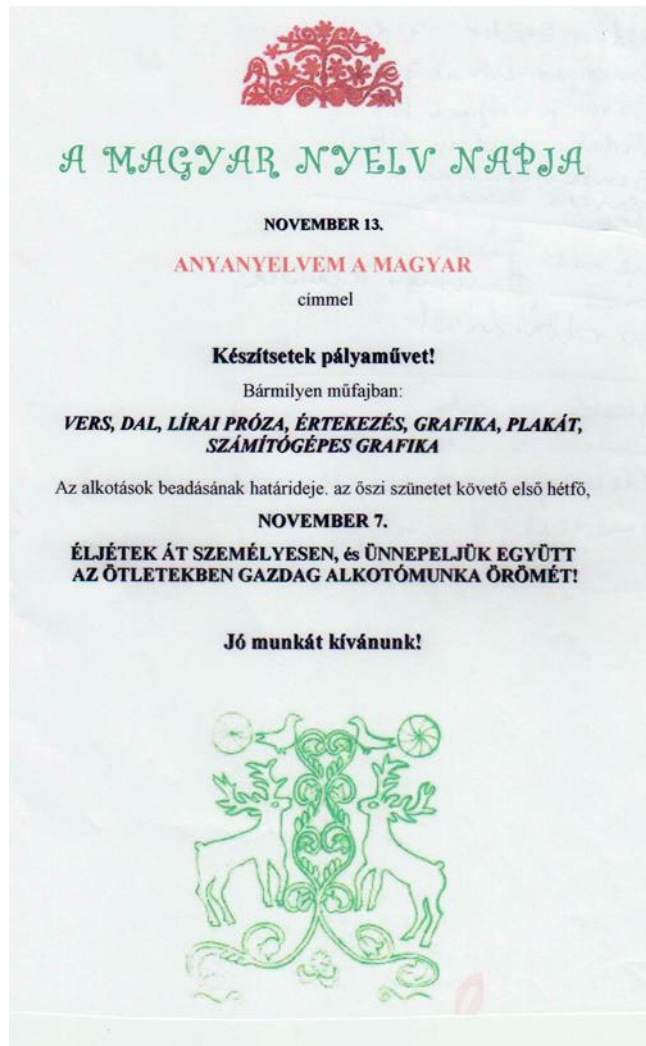 A MAGYAR NYELV NAPJA
NOVEMBER 13.
ANYANYELVEM A MAGYAR
címmel
Készítsetek pályaművet!
Bármilyen műfajban:
VERS, DAL, LÍRAI PRÓZA, ÉRTEKEZÉS, GRAFIKA, PLAKÁT,
SZÁMÍTÓGÉPES GRAFIKA
Az alkotások beadásának határideje. az őszi szünetet követő első hétfő,
NOVEMBER 7.
ÉLJÉTEK ÁT SZEMÉLYESEN, és ÜNNEPELJÜK EGYÜTT
AZ ÖTLETEKBEN GAZDAG ALKOTÓMUNKA ÖRÖMÉT!
Jó munkát kívánunk!